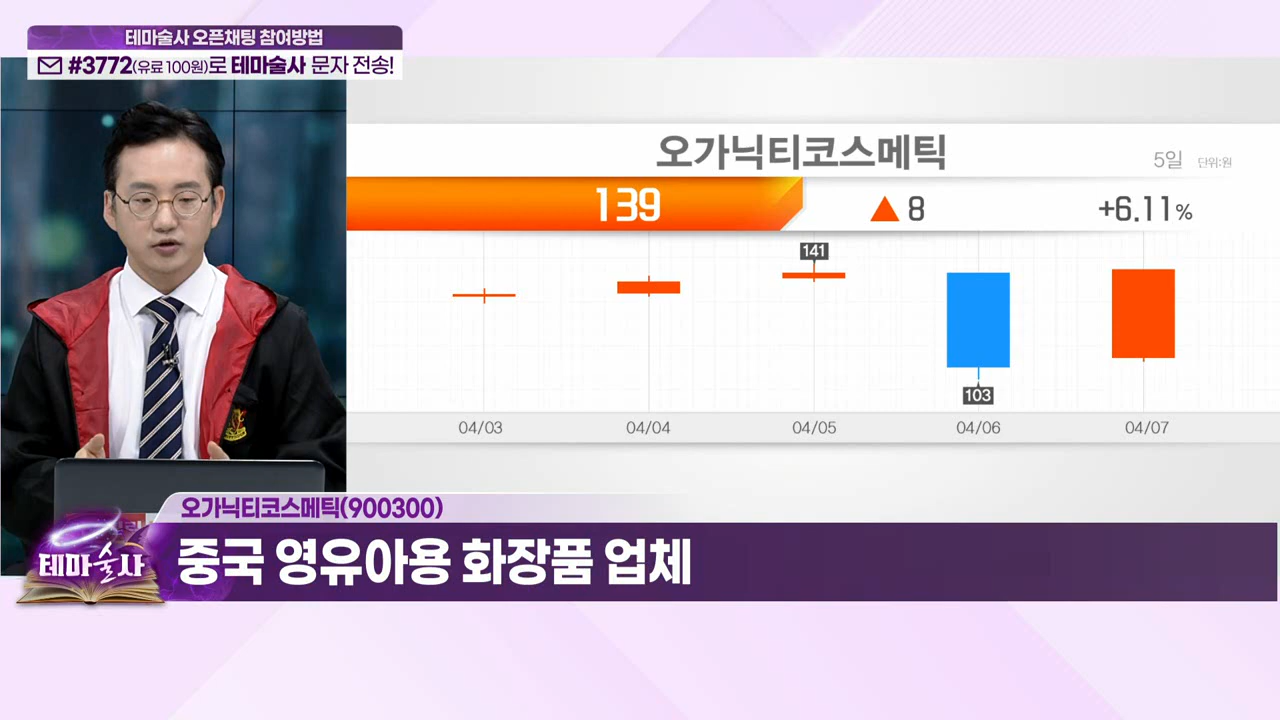 테마술사 오픈채팅 참여방법
#3772(유료 100원)로 테마술사 문자 전송!
오가닉티코스메틱
5일 단위:원
139 ▲ 8 +6.11%
141
103
04/03 04/04 04/05 04/06 04/07
오가닉티코스메틱(900300)
테마술사
중국 영유아용 화장품 업체